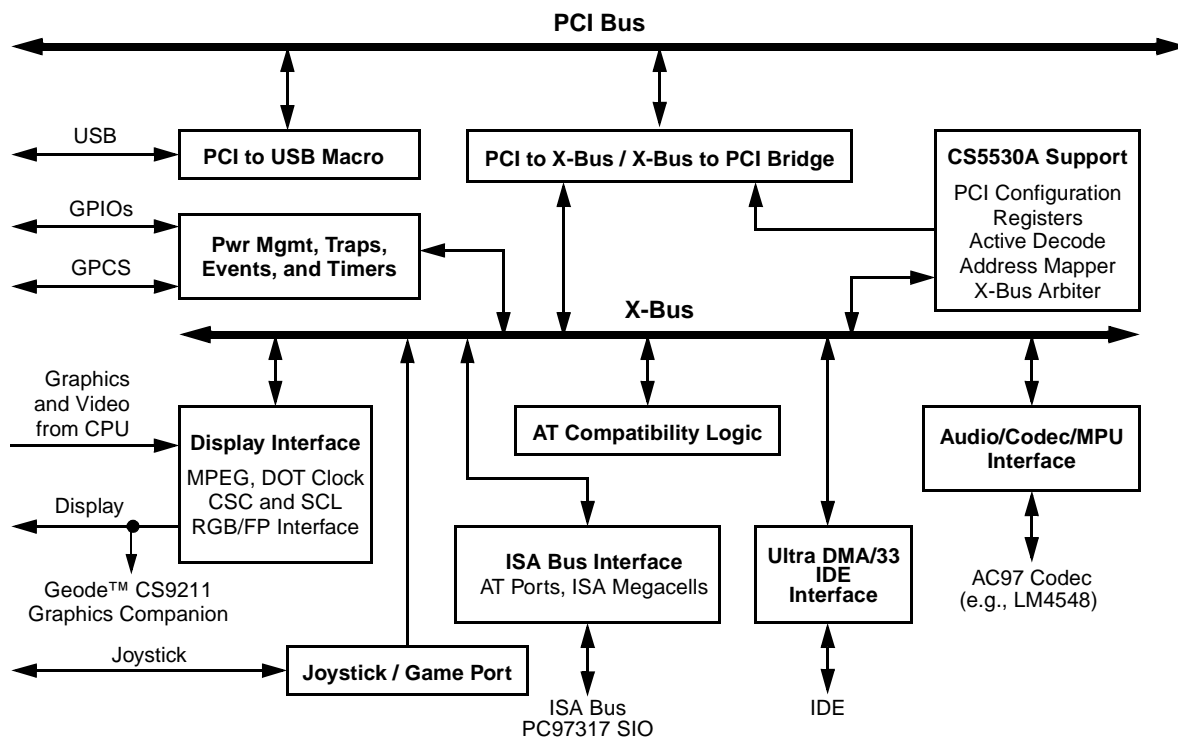 PCI Bus
USB
PCI to USB Macro
PCI to X-Bus / X-Bus to PCI Bridge
CS5530A Support
PCI Configuration
Registers
Active Decode
Address Mapper
X-Bus Arbiter
GPIOs
GPCS
Pwr Mgmt, Traps,
Events, and Timers
X-Bus
Graphics
and Video
from CPU
Display Interface
MPEG, DOT Clock
CSC and SCL
RGB/FP Interface
AT Compatibility Logic
Audio/Codec/MPU
Interface
Display
Geode™ CS9211
Graphics Companion
ISA Bus Interface
AT Ports, ISA Megacells
Ultra DMA/33
IDE
Interface
AC97 Codec
(e.g., LM4548)
Joystick
Joystick / Game Port
ISA Bus
PC97317 SIO
IDE